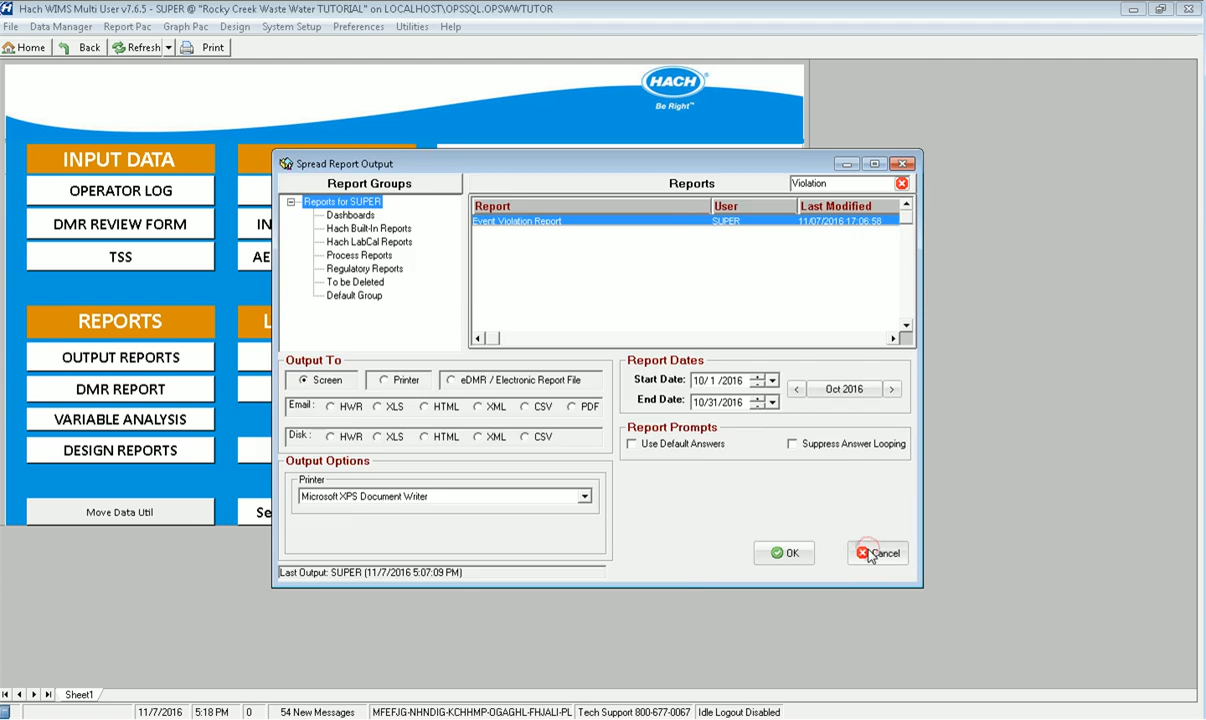 Hach WIMS Multi User v7.6.5 - SUPER @ "Rocky Creek Waste Water TUTORIAL" on LOCALHOST\OPSSQL.OPSWWTUTOR
File Data Manager Report Pac Graph Pac Design System Setup Preferences Utilities Help
Home Back Refresh Print
HACH
Be Right™
INPUT DATA
OPERATOR LOG
DMR REVIEW FORM
IN
TSS
AE
REPORTS
L
OUTPUT REPORTS
DMR REPORT
VARIABLE ANALYSIS
DESIGN REPORTS
Move Data Util
Se
Spread Report Output
Report Groups
Reports for SUPER
Dashboards
Hach Built-In Reports
Hach LabCal Reports
Process Reports
Regulatory Reports
To be Deleted
Default Group
Reports Violation
Report User Last Modified
Event Violation Report SUPER 11/07/2016 17:06:58
Output To
Screen Printer eDMR / Electronic Report File
Email: HWR XLS HTML XML CSV PDF
Disk: HWR XLS HTML XML CSV
Output Options
Printer
Microsoft XPS Document Writer
Report Dates
Start Date: 10/ 1 /2016 < Oct 2016 >
End Date: 10/31/2016
Report Prompts
Use Default Answers Suppress Answer Looping
OK Cancel
Last Output: SUPER (11/7/2016 5:07:09 PM)
Sheet1
11/7/2016 5:18 PM 0 54 New Messages MFEFJG-NHNDIG-KCHHMP-OGAGHL-FHJALI-PL Tech Support 800-677-0067 Idle Logout Disabled